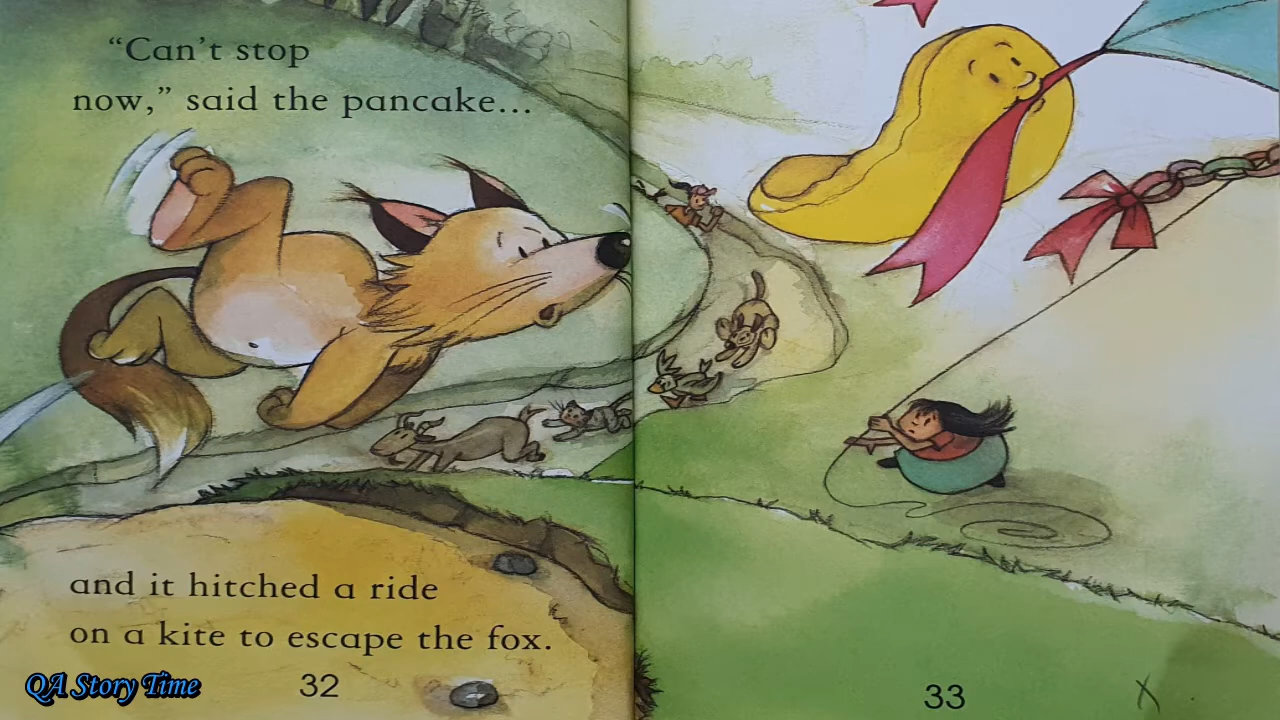 “Can’t stop
now,” said the pancake...
and it hitched a ride
on a kite to escape the fox.
QA Story Time
32
33